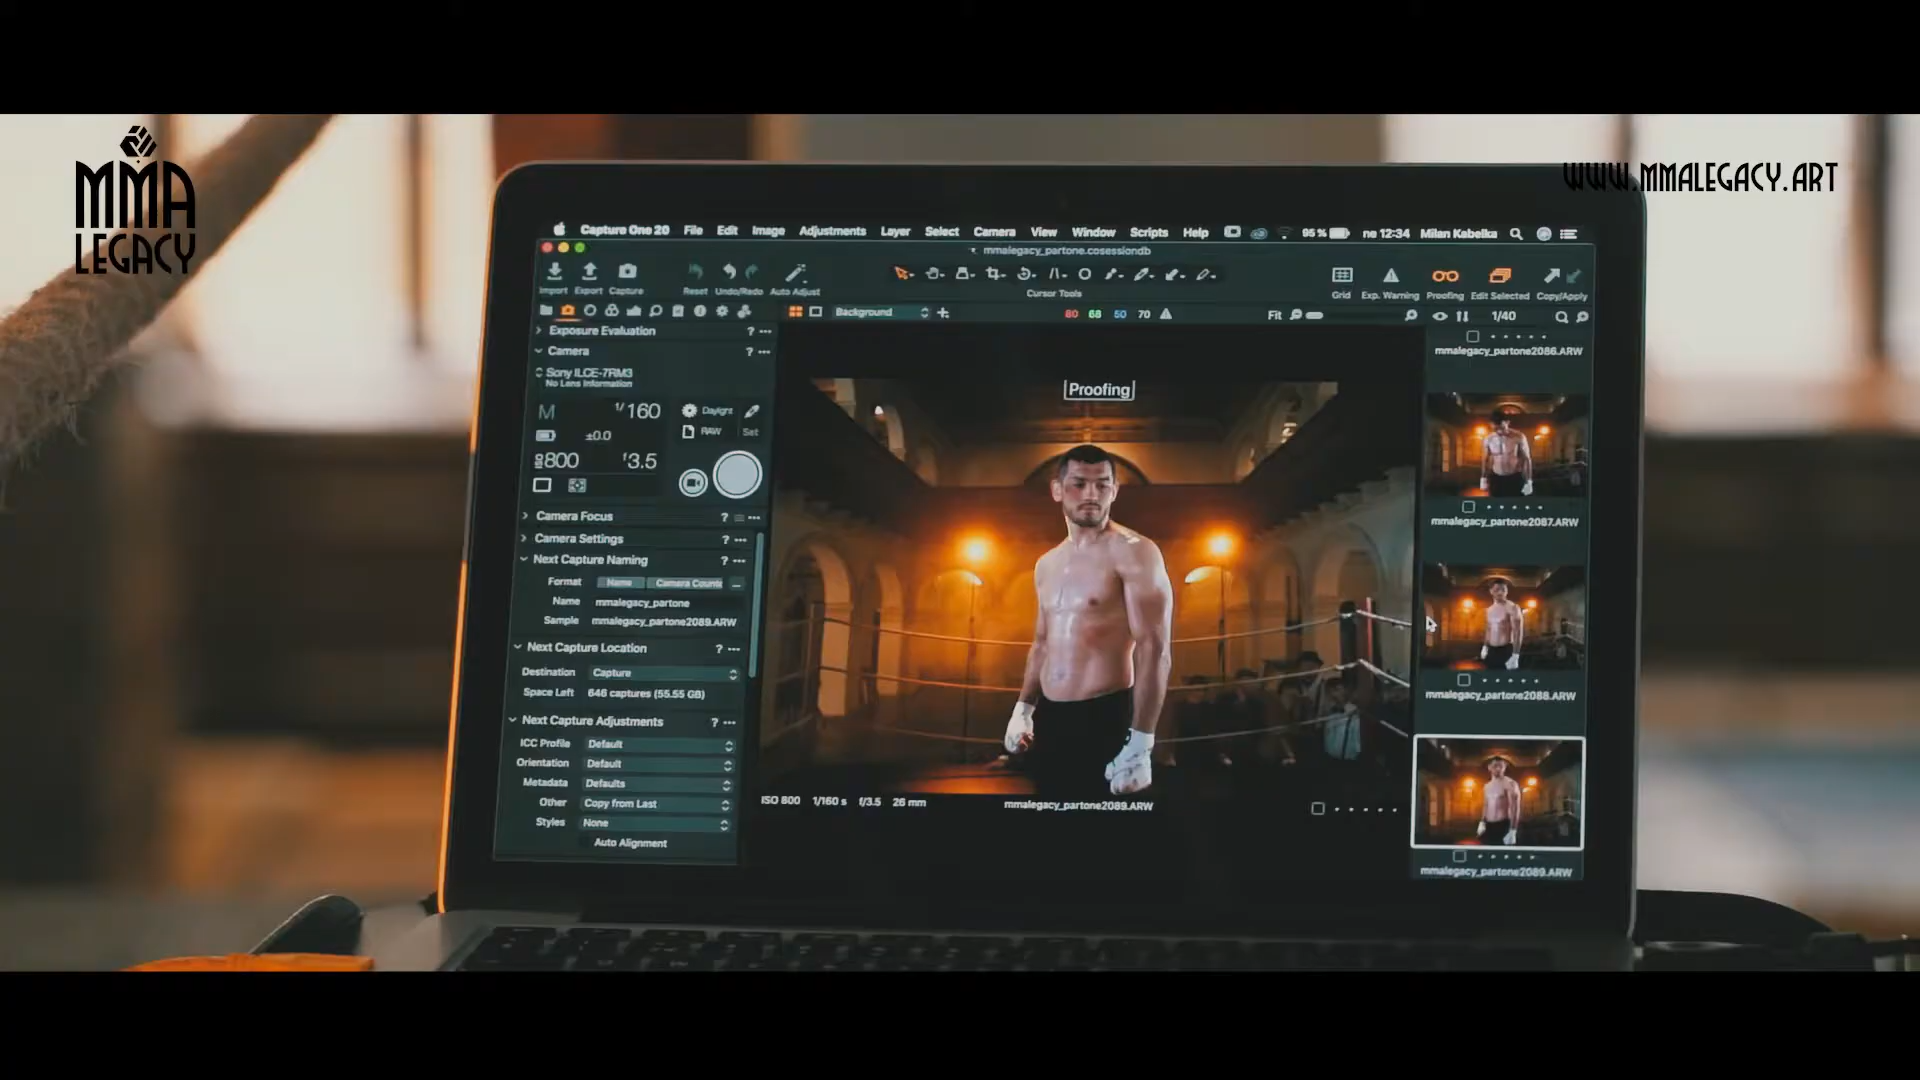 MMA
LEGACY
WWW.MMALEGACY.ART
Capture One 20 File Edit Image Adjustments Layer Select Camera View Window Scripts Help 95% ne 12:34 Milan Kabelka
mmalegacy_partone.cosessiondb
Import Export Capture Reset Undo/Redo Auto Adjust Cursor Tools Grid Exp. Warning Proofing Edit Selected Copy/Apply
Background 80 68 50 70 Fit 1/40
Exposure Evaluation ? ...
Camera ? ...
Sony ILCE-7RM3
No Lens Information
M 1/160 Daylight
±0.0 RAW Set
ISO 800 f 3.5
Camera Focus ? ...
Camera Settings ? ...
Next Capture Naming ? ...
Format Name Camera Counte ...
Name mmalegacy_partone
Sample mmalegacy_partone2089.ARW
Next Capture Location ? ...
Destination Capture
Space Left 646 captures (55.55 GB)
Next Capture Adjustments ? ...
ICC Profile Default
Orientation Default
Metadata Defaults
Other Copy from Last
Styles None
Auto Alignment
Proofing
ISO 800 1/160 s f/3.5 26 mm mmalegacy_partone2089.ARW
mmalegacy_partone2086.ARW
mmalegacy_partone2087.ARW
mmalegacy_partone2088.ARW
mmalegacy_partone2089.ARW